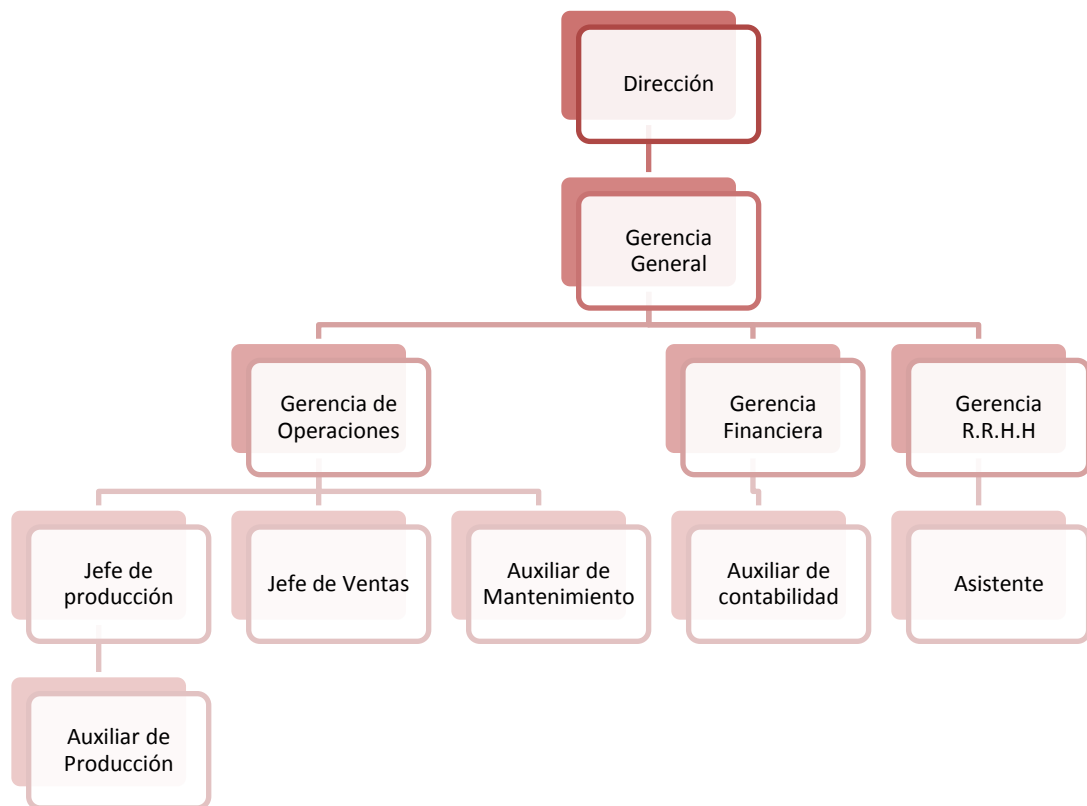 Dirección
Gerencia
General
Gerencia de
Operaciones
Gerencia
Financiera
Gerencia
R.R.H.H
Jefe de
producción
Jefe de Ventas
Auxiliar de
Mantenimiento
Auxiliar de
contabilidad
Asistente
Auxiliar de
Producción